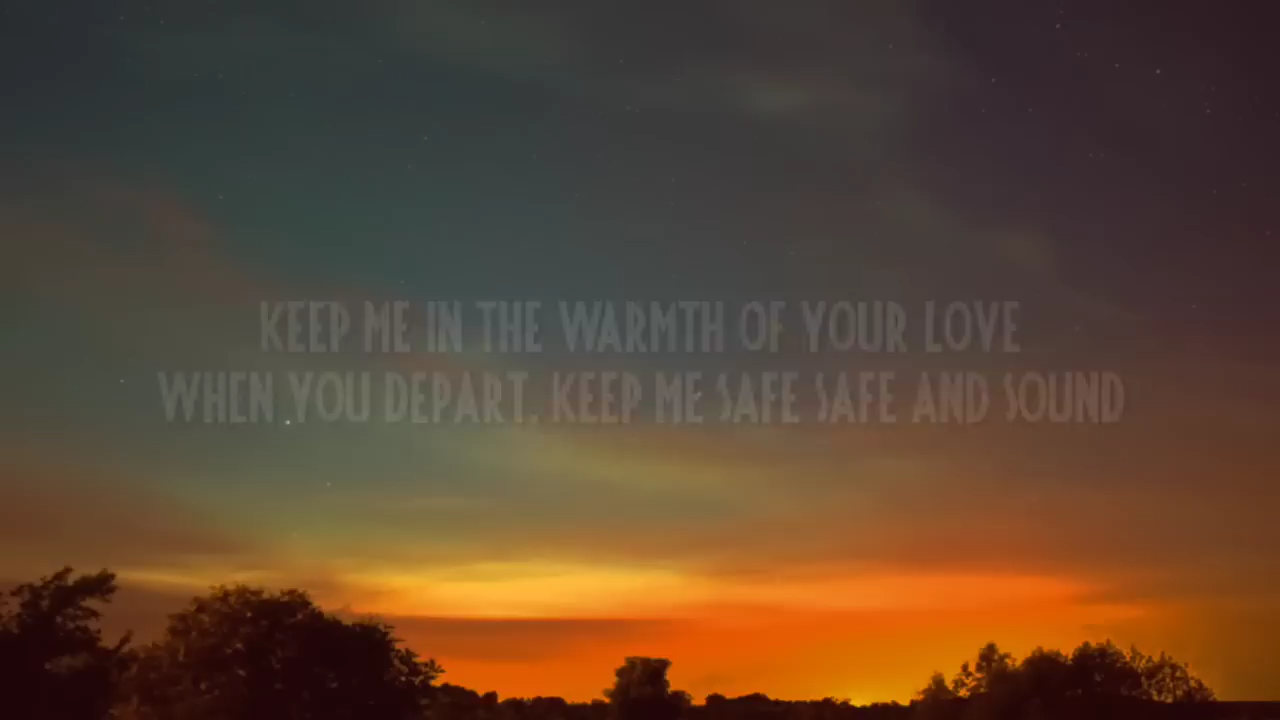 KEEP ME IN THE WARMTH OF YOUR LOVE
WHEN YOU DEPART, KEEP ME SAFE SAFE AND SOUND